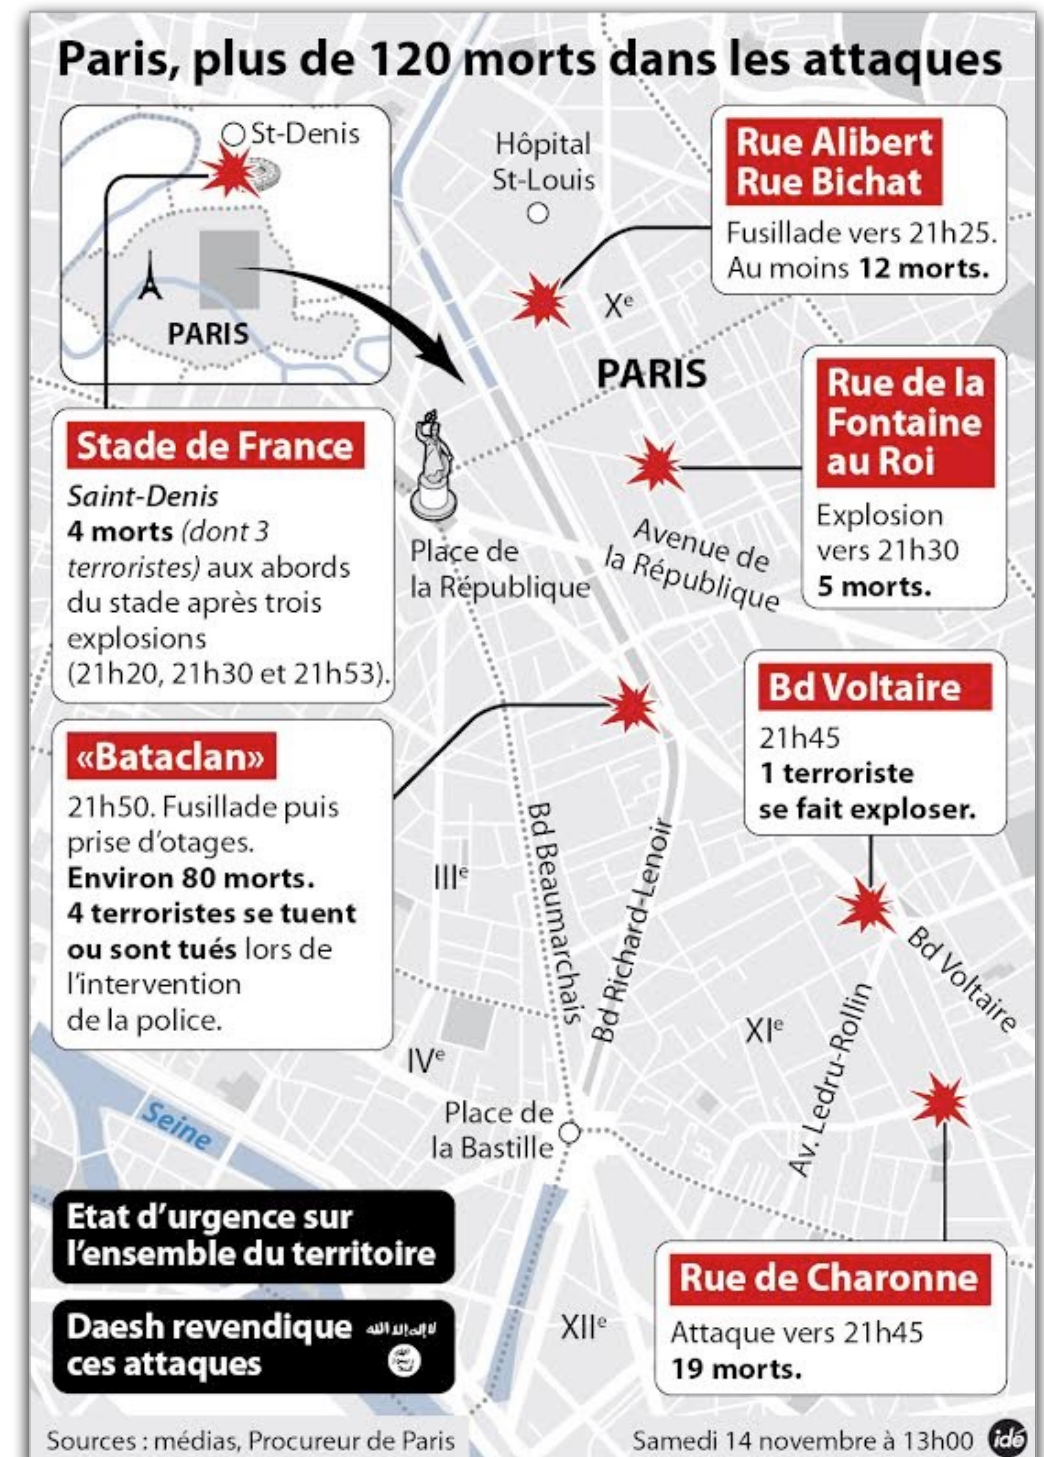 Paris, plus de 120 morts dans les attaques
St-Denis
PARIS
Hôpital
St-Louis
Rue Alibert
Rue Bichat
Fusillade vers 21h25.
Au moins 12 morts.
Xe
PARIS
Rue de la
Fontaine
au Roi
Explosion
vers 21h30
5 morts.
Stade de France
Saint-Denis
4 morts (dont 3
terroristes) aux abords
du stade après trois
explosions
(21h20, 21h30 et 21h53).
Place de
la République
Avenue de
la République
Bd Voltaire
21h45
1 terroriste
se fait exploser.
«Bataclan»
21h50. Fusillade puis
prise d'otages.
Environ 80 morts.
4 terroristes se tuent
ou sont tués lors de
l'intervention
de la police.
IIIe
Bd Beaumarchais
Bd Richard-Lenoir
Bd Voltaire
Av. Ledru-Rollin
XIe
IVe
Seine
Place de
la Bastille
Etat d'urgence sur
l'ensemble du territoire
Daesh revendique
ces attaques
لا إله إلا الله
XIIe
Rue de Charonne
Attaque vers 21h45
19 morts.
Sources : médias, Procureur de Paris
Samedi 14 novembre à 13h00
idé